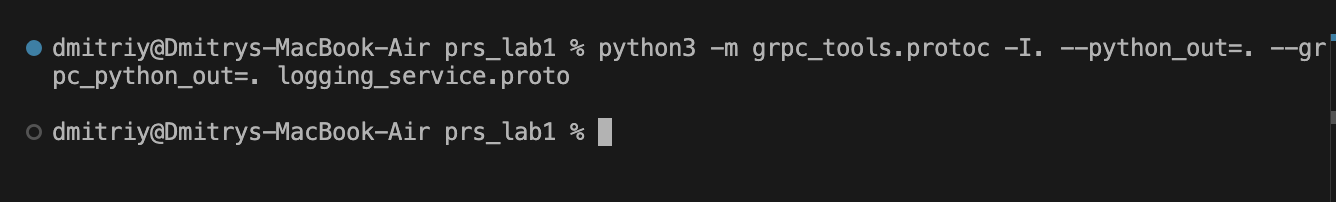 dmitriy@Dmitrys-MacBook-Air prs_lab1 % python3 -m grpc_tools.protoc -I. --python_out=. --gr
pc_python_out=. logging_service.proto
dmitriy@Dmitrys-MacBook-Air prs_lab1 %